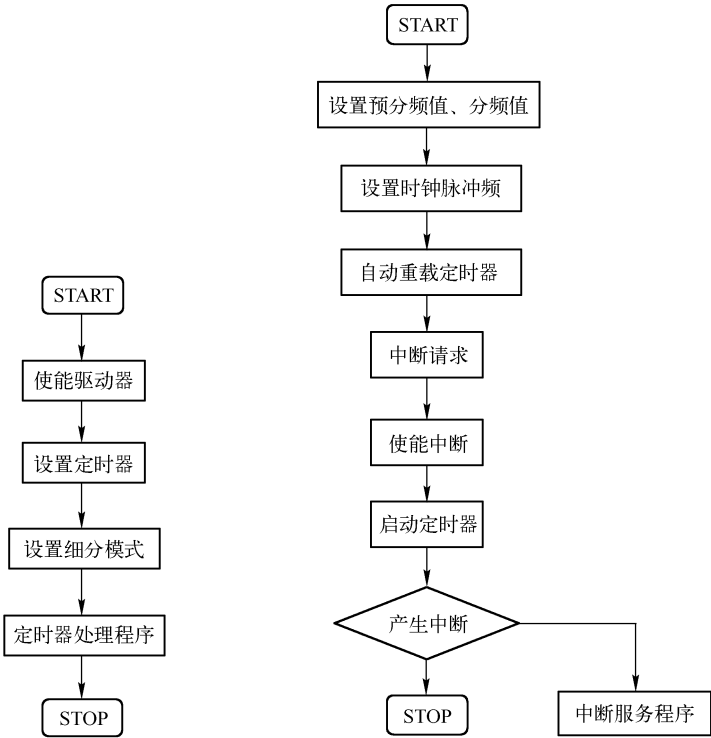 START
使能驱动器
设置定时器
设置细分模式
定时器处理程序
STOP
START
设置预分频值、分频值
设置时钟脉冲频
自动重载定时器
中断请求
使能中断
启动定时器
产生中断
STOP
中断服务程序